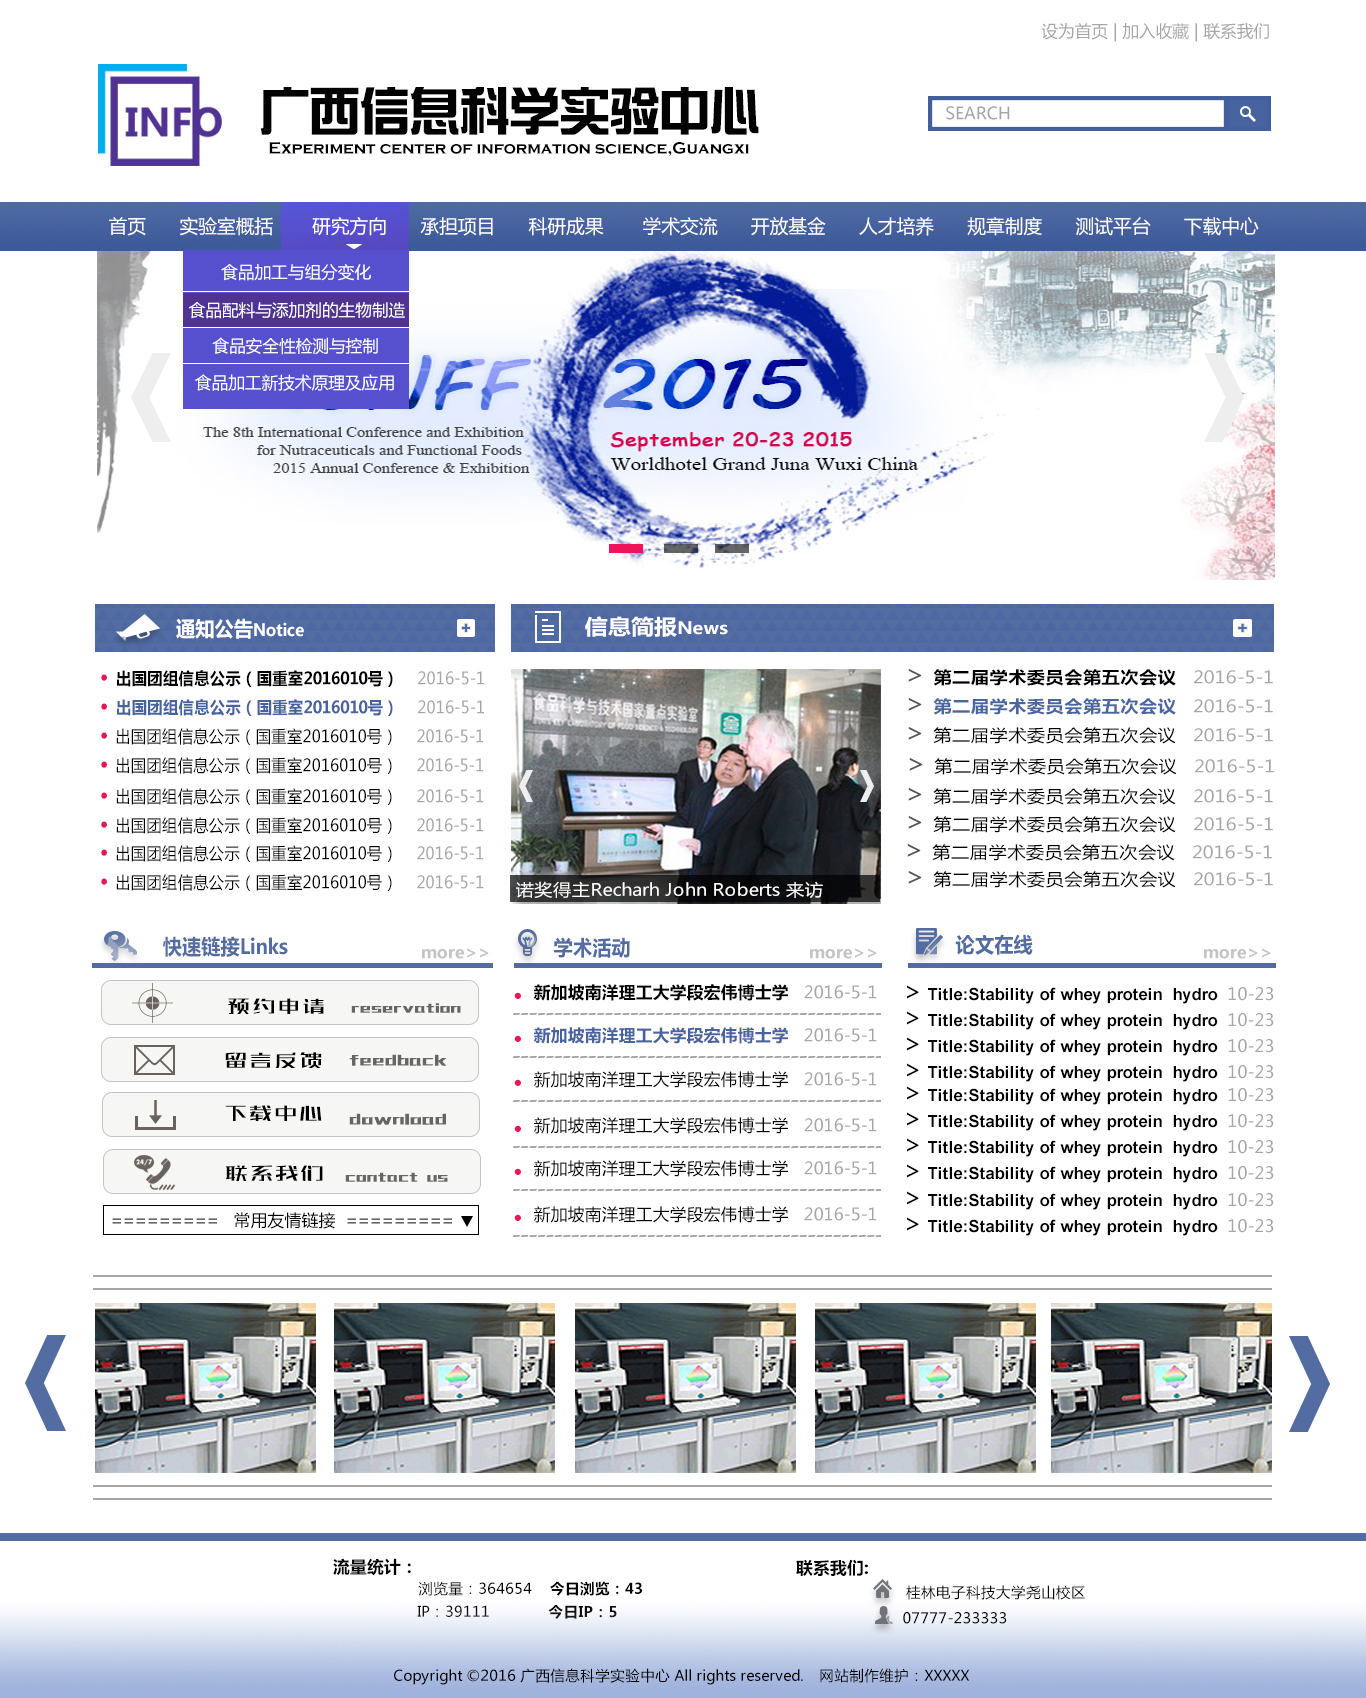 设为首页 | 加入收藏 | 联系我们
INFO
广西信息科学实验中心
EXPERIMENT CENTER OF INFORMATION SCIENCE,GUANGXI
SEARCH
首页 实验室概括 研究方向 承担项目 科研成果 学术交流 开放基金 人才培养 规章制度 测试平台 下载中心
食品加工与组分变化
食品配料与添加剂的生物制造
食品安全性检测与控制
食品加工新技术原理及应用
NFF 2015
The 8th International Conference and Exhibition
for Nutraceuticals and Functional Foods
2015 Annual Conference & Exhibition
September 20-23 2015
Worldhotel Grand Juna Wuxi China
通知公告Notice
出国团组信息公示（国重室2016010号） 2016-5-1
出国团组信息公示（国重室2016010号） 2016-5-1
出国团组信息公示（国重室2016010号） 2016-5-1
出国团组信息公示（国重室2016010号） 2016-5-1
出国团组信息公示（国重室2016010号） 2016-5-1
出国团组信息公示（国重室2016010号） 2016-5-1
出国团组信息公示（国重室2016010号） 2016-5-1
出国团组信息公示（国重室2016010号） 2016-5-1
信息简报News
食品科学与技术国家重点实验室
诺奖得主Recharh John Roberts 来访
> 第二届学术委员会第五次会议 2016-5-1
> 第二届学术委员会第五次会议 2016-5-1
> 第二届学术委员会第五次会议 2016-5-1
> 第二届学术委员会第五次会议 2016-5-1
> 第二届学术委员会第五次会议 2016-5-1
> 第二届学术委员会第五次会议 2016-5-1
> 第二届学术委员会第五次会议 2016-5-1
> 第二届学术委员会第五次会议 2016-5-1
快速链接Links more>>
预约申请 reservation
留言反馈 feedback
下载中心 download
24/7
联系我们 contact us
========= 常用友情链接 ========= ▼
学术活动 more>>
新加坡南洋理工大学段宏伟博士学 2016-5-1
新加坡南洋理工大学段宏伟博士学 2016-5-1
新加坡南洋理工大学段宏伟博士学 2016-5-1
新加坡南洋理工大学段宏伟博士学 2016-5-1
新加坡南洋理工大学段宏伟博士学 2016-5-1
新加坡南洋理工大学段宏伟博士学 2016-5-1
论文在线 more>>
> Title:Stability of whey protein hydro 10-23
> Title:Stability of whey protein hydro 10-23
> Title:Stability of whey protein hydro 10-23
> Title:Stability of whey protein hydro 10-23
> Title:Stability of whey protein hydro 10-23
> Title:Stability of whey protein hydro 10-23
> Title:Stability of whey protein hydro 10-23
> Title:Stability of whey protein hydro 10-23
> Title:Stability of whey protein hydro 10-23
> Title:Stability of whey protein hydro 10-23
流量统计：
浏览量：364654 今日浏览：43
IP：39111 今日IP：5
联系我们:
桂林电子科技大学尧山校区
07777-233333
Copyright ©2016 广西信息科学实验中心 All rights reserved. 网站制作维护：XXXXX